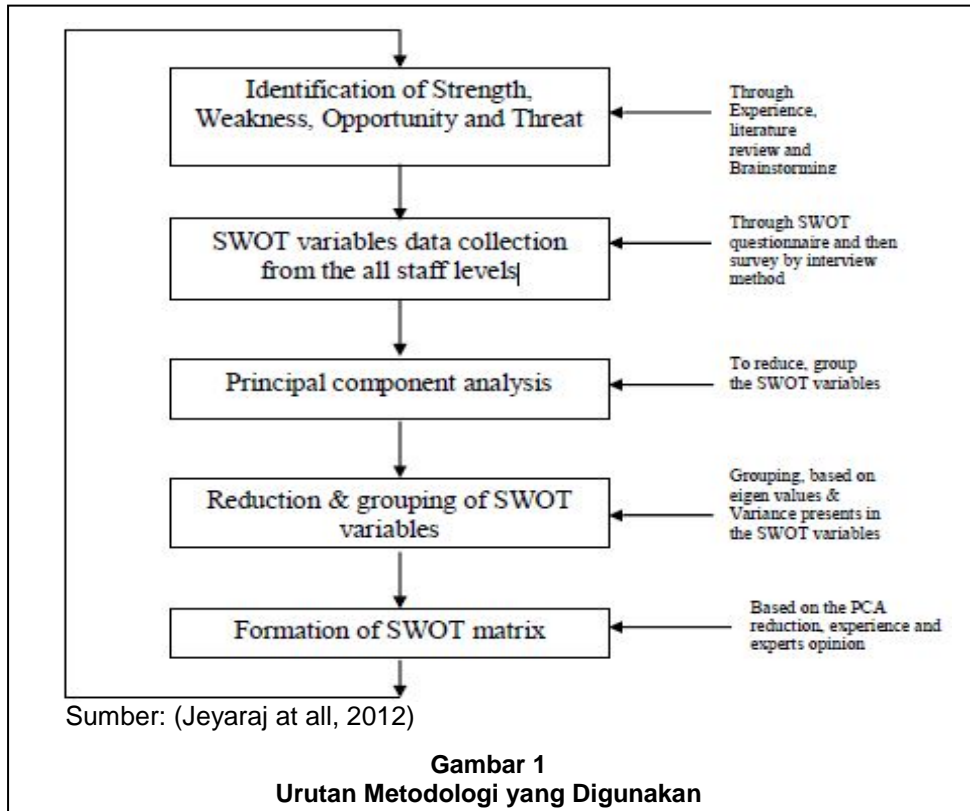 Identification of Strength,
Weakness, Opportunity and Threat
Through
Experience,
literature
review and
Brainstorming
SWOT variables data collection
from the all staff levels
Through SWOT
questionnaire and then
survey by interview
method
Principal component analysis
To reduce, group
the SWOT variables
Reduction & grouping of SWOT
variables
Grouping, based on
eigen values &
Variance presents in
the SWOT variables
Formation of SWOT matrix
Based on the PCA
reduction, experience and
experts opinion
Sumber: (Jeyaraj at all, 2012)
Gambar 1
Urutan Metodologi yang Digunakan